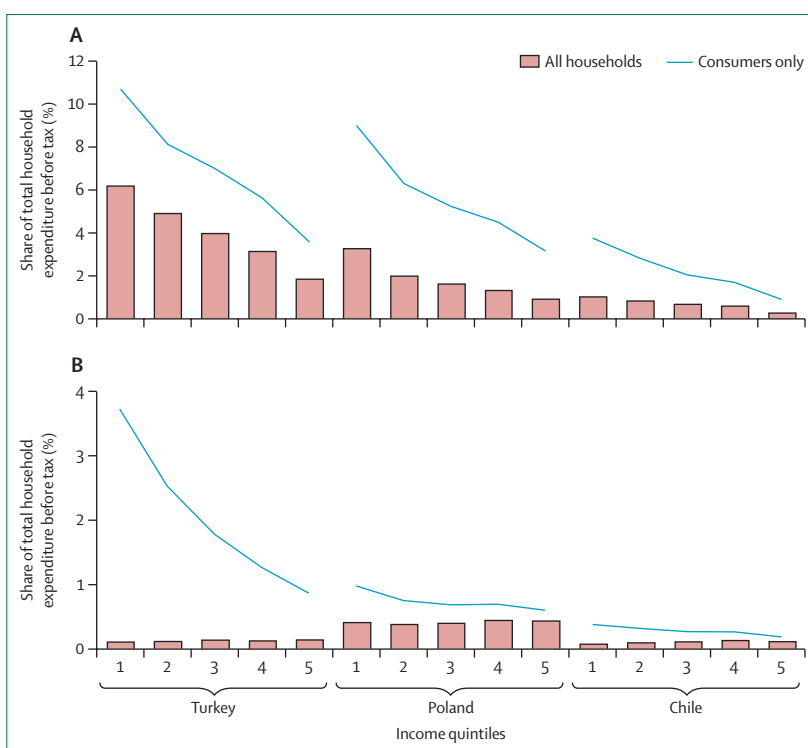 A
All households
Consumers only
Share of total household
expenditure before tax (%)
12
10
8
6
4
2
0
B
Share of total household
expenditure before tax (%)
4
3
2
1
0
1 2 3 4 5 1 2 3 4 5 1 2 3 4 5
Turkey Poland Chile
Income quintiles